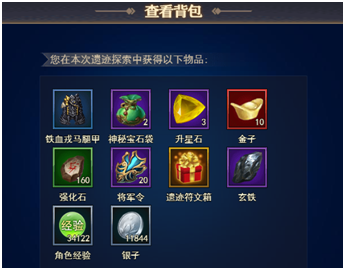 查看背包
您在本次遗迹探索中获得以下物品:
2
3
10
铁血戎马腿甲 神秘宝石袋 升星石 金子
160
20
强化石 将军令 遗迹符文箱 玄铁
经验
34122
11844
角色经验 银子